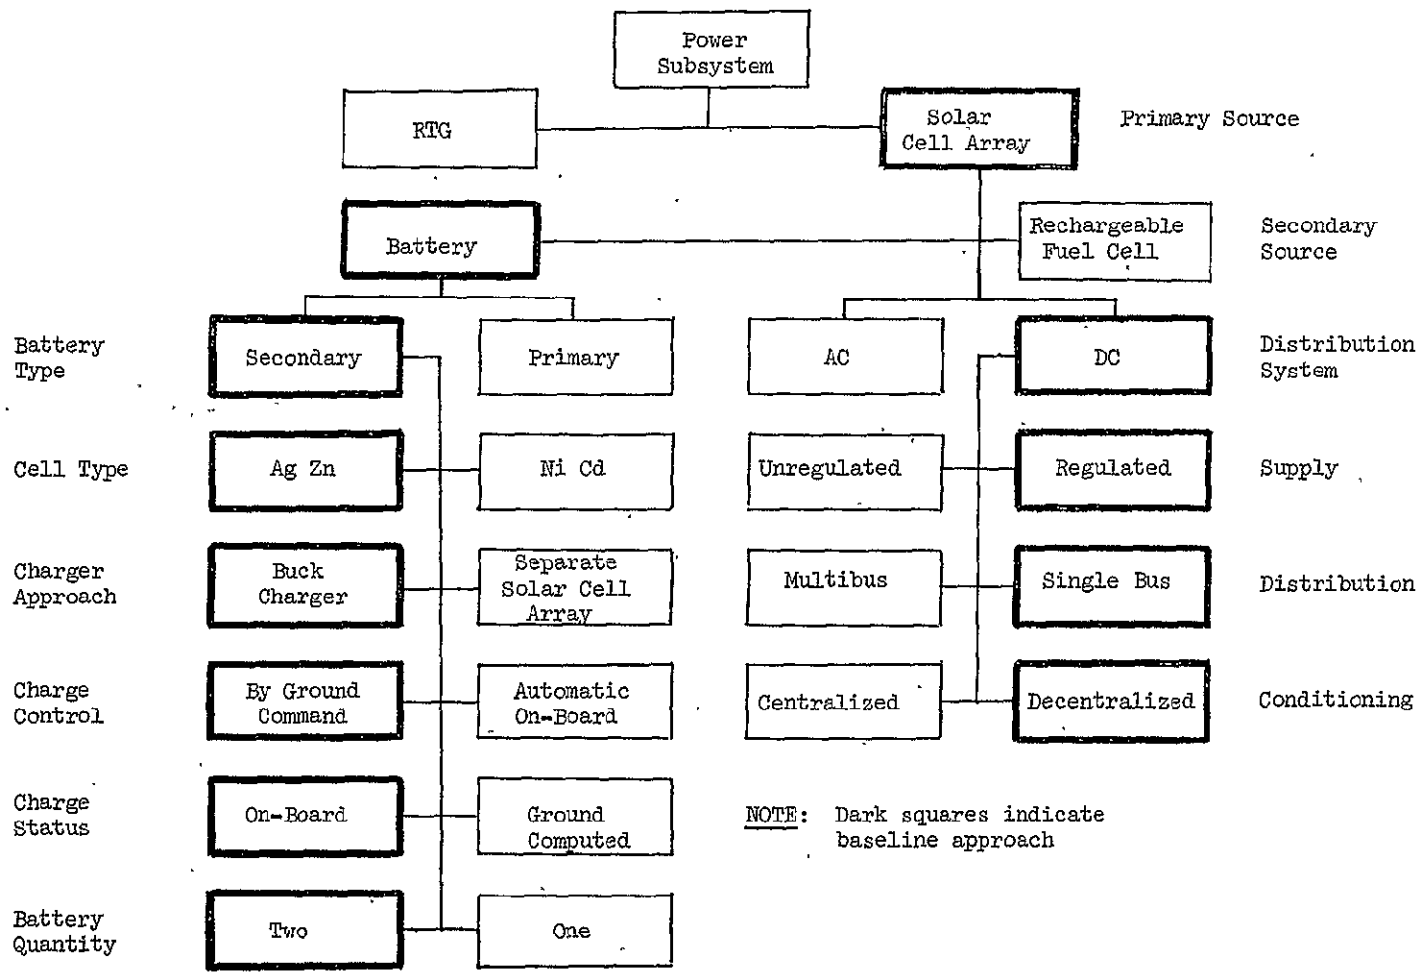 Power
Subsystem
RTG
Solar
Cell Array
Primary Source
Battery
Rechargeable
Fuel Cell
Secondary
Source
Battery
Type
Secondary
Primary
AC
DC
Distribution
System
Cell Type
Ag Zn
Ni Cd
Unregulated
Regulated
Supply
Charger
Approach
Buck
Charger
Separate
Solar Cell
Array
Multibus
Single Bus
Distribution
Charge
Control
By Ground
Command
Automatic
On-Board
Centralized
Decentralized
Conditioning
Charge
Status
On-Board
Ground
Computed
NOTE: Dark squares indicate
baseline approach
Battery
Quantity
Two
One